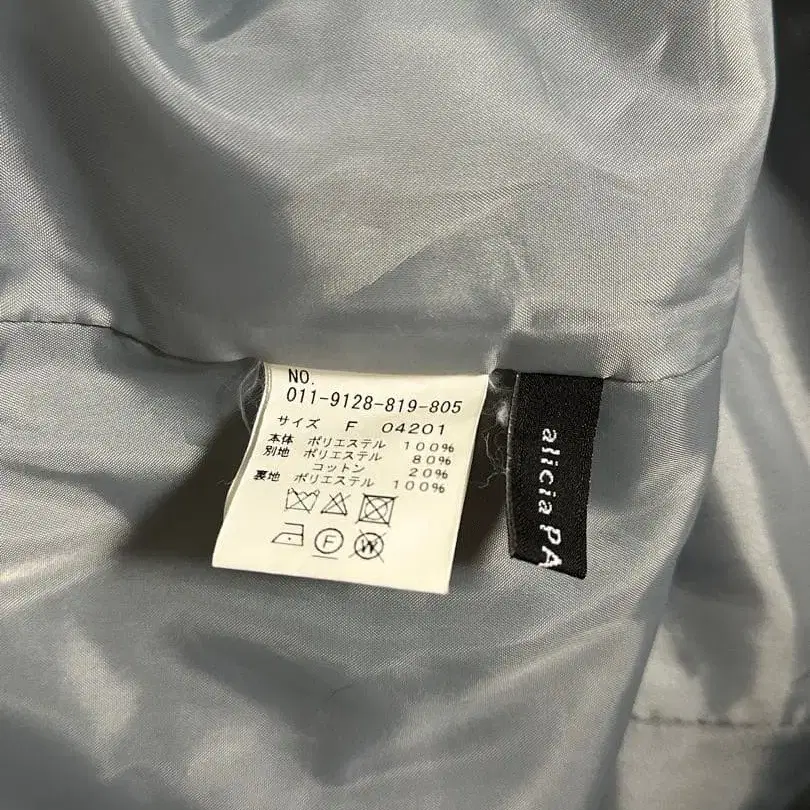 NO.
011-9128-819-805
サイズ F 04201
本体 ポリエステル 100%
別地 ポリエステル 80%
コットン 20%
裏地 ポリエステル 100%
F
W
aliciaPA